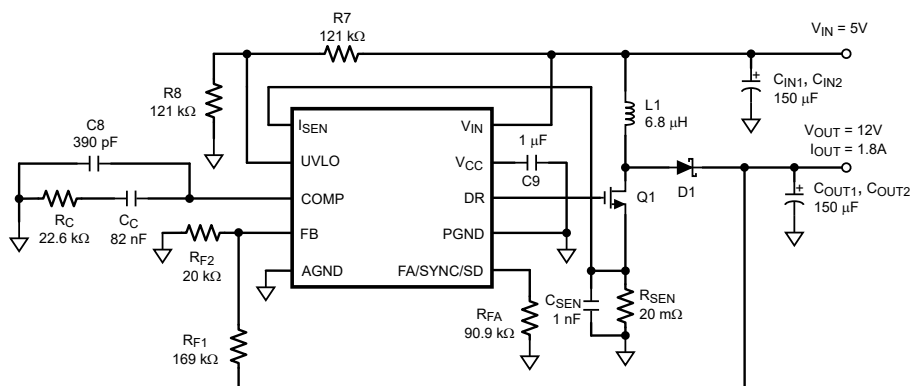 R7
121 kΩ
V_IN = 5V
R8
121 kΩ
C8
390 pF
R_C
22.6 kΩ
C_C
82 nF
R_F2
20 kΩ
R_F1
169 kΩ
I_SEN
UVLO
COMP
FB
AGND
V_IN
V_CC
DR
PGND
FA/SYNC/SD
1 μF
C9
R_FA
90.9 kΩ
L1
6.8 μH
+
C_IN1, C_IN2
150 μF
V_OUT = 12V
I_OUT = 1.8A
Q1
D1
+
C_OUT1, C_OUT2
150 μF
C_SEN
1 nF
R_SEN
20 mΩ